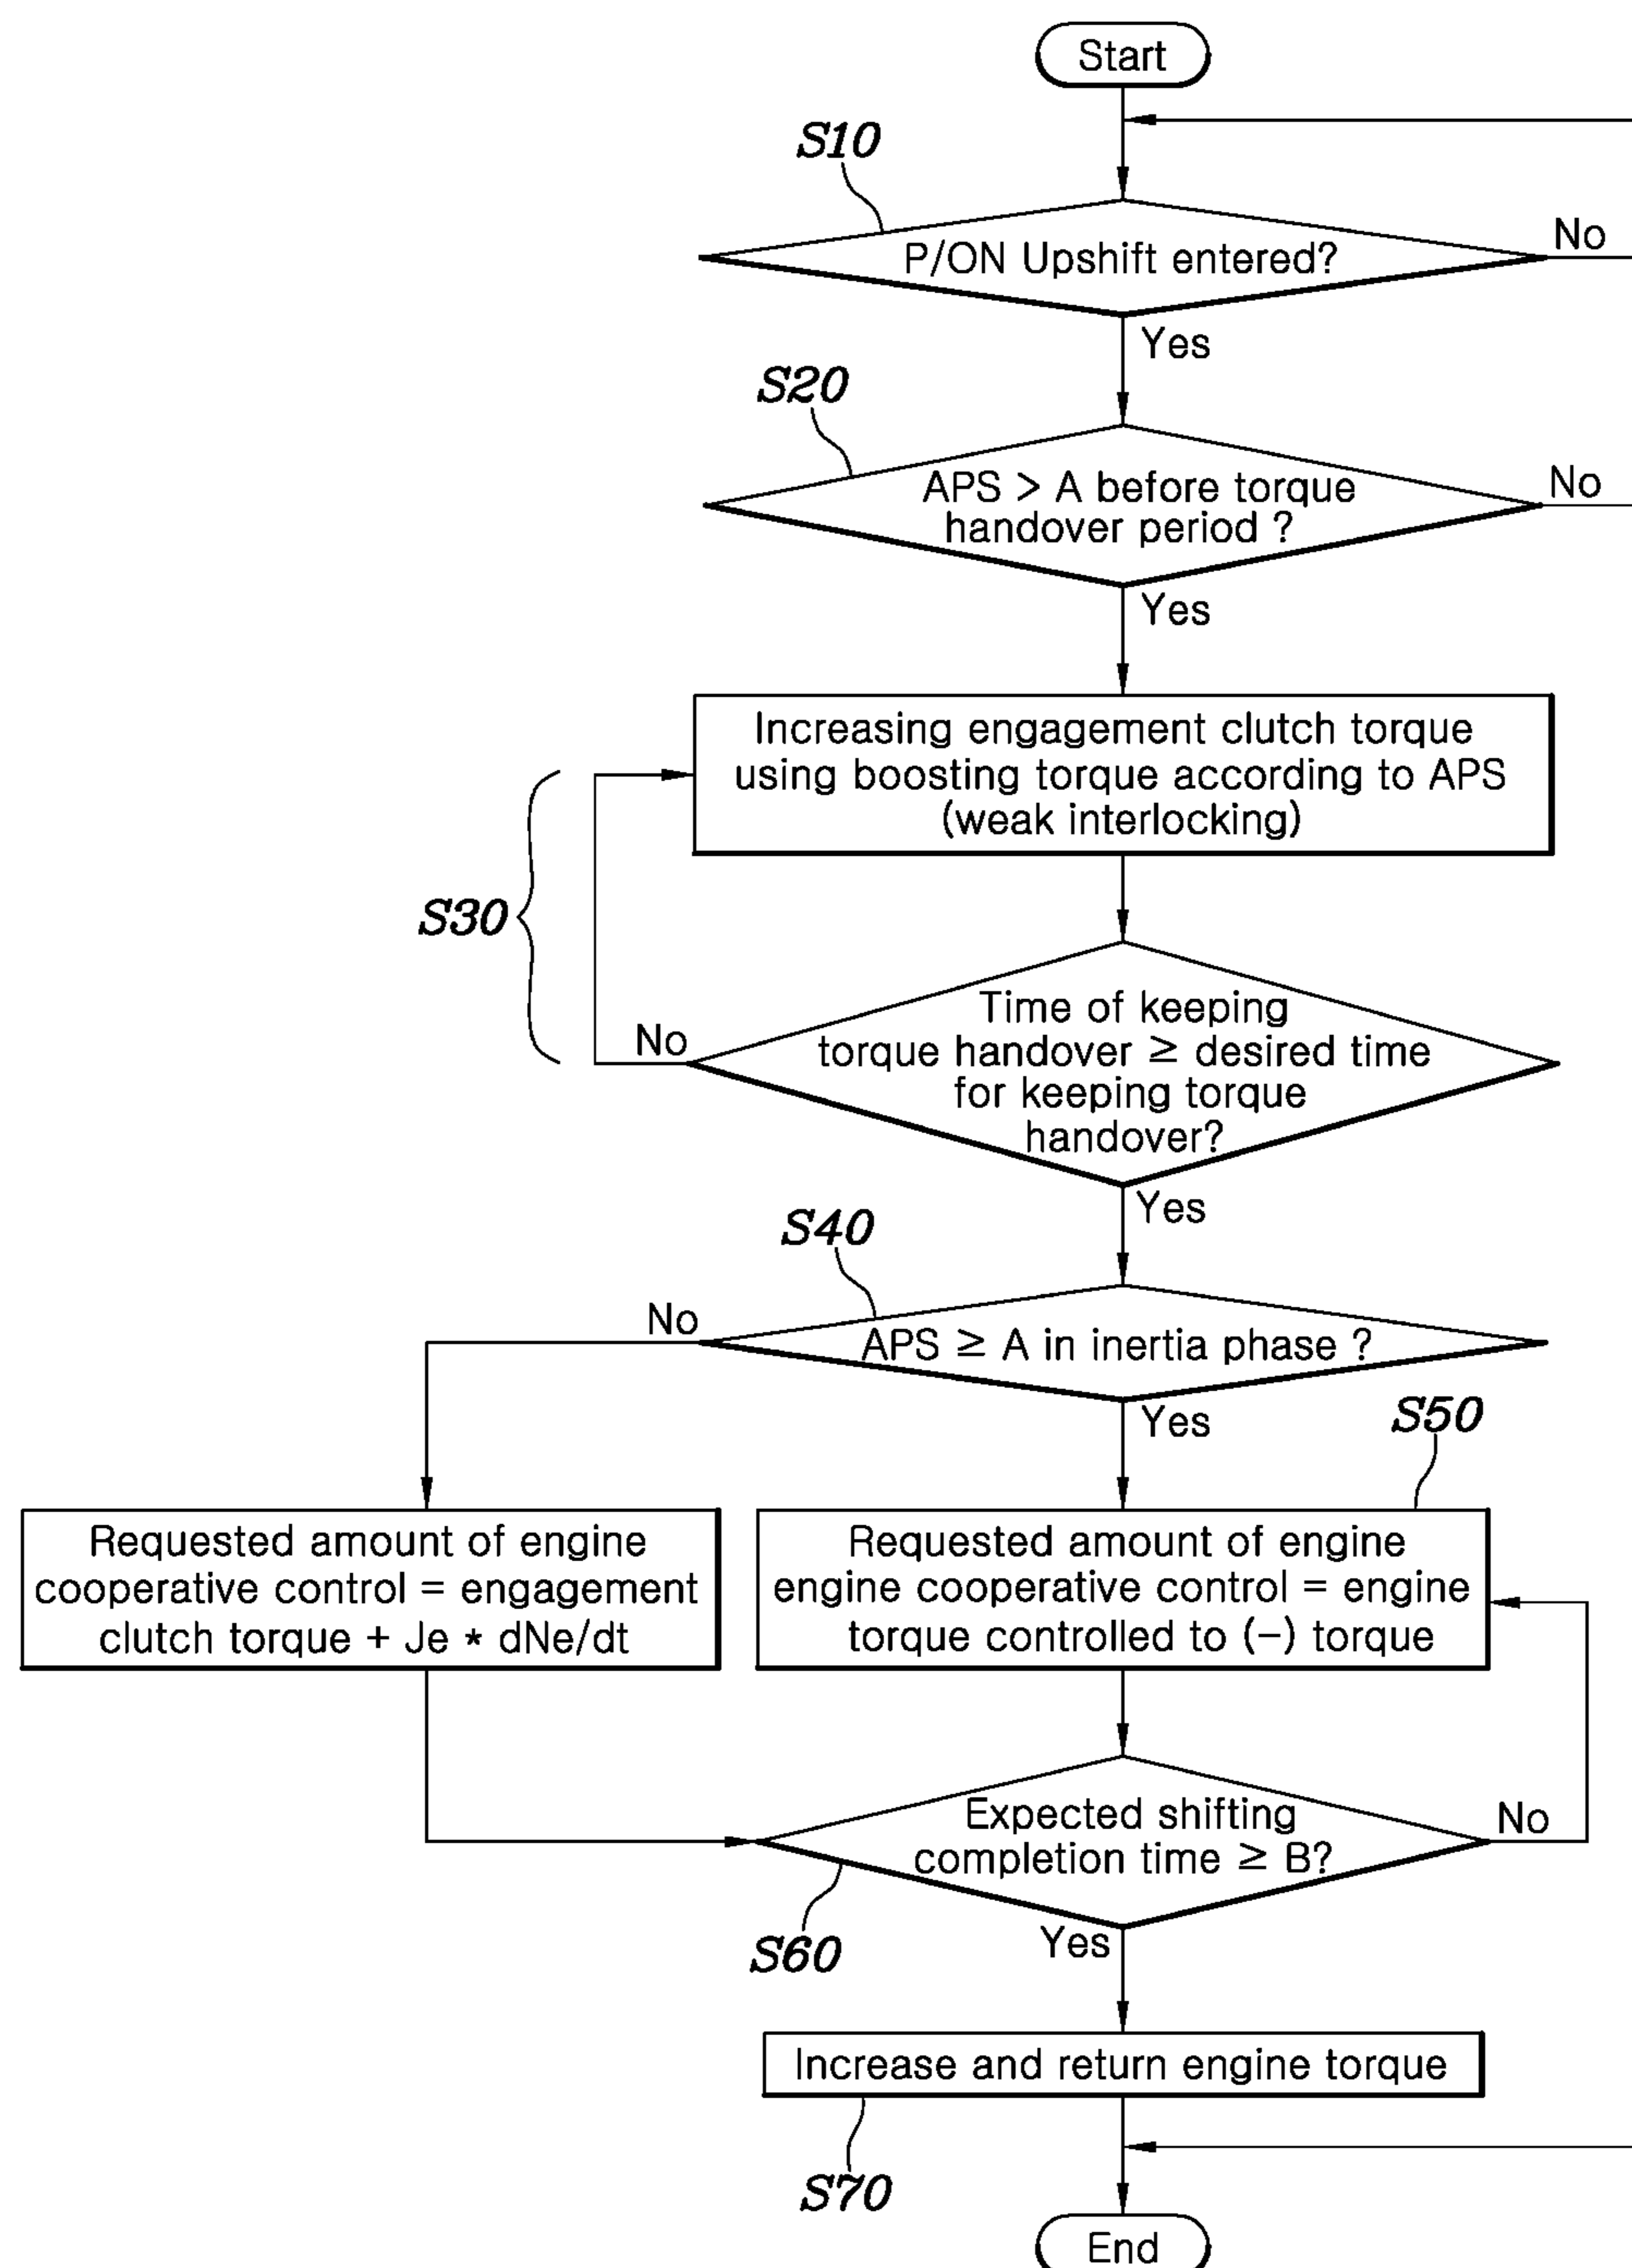 Start
S10
P/ON Upshift entered?
No
Yes
S20
APS > A before torque
handover period ?
No
Yes
Increasing engagement clutch torque
using boosting torque according to APS
(weak interlocking)
S30
Time of keeping
torque handover ≥ desired time
for keeping torque
handover?
No
Yes
S40
APS ≥ A in inertia phase ?
No
Yes
S50
Requested amount of engine
cooperative control = engagement
clutch torque + Je * dNe/dt
Requested amount of engine
engine cooperative control = engine
torque controlled to (-) torque
Expected shifting
completion time ≥ B?
No
S60
Yes
Increase and return engine torque
S70
End